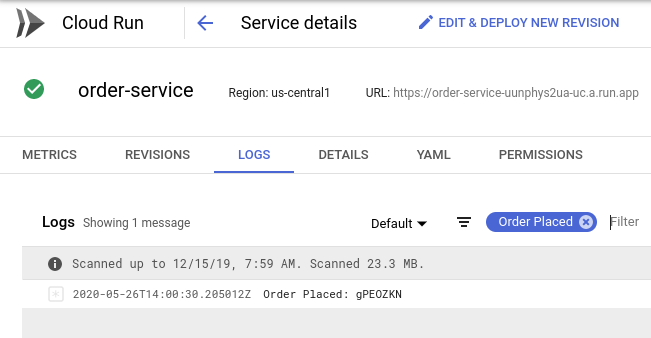 Cloud Run
Service details
EDIT & DEPLOY NEW REVISION
order-service
Region: us-central1
URL: https://order-service-uunphys2ua-uc.a.run.app
METRICS
REVISIONS
LOGS
DETAILS
YAML
PERMISSIONS
Logs
Showing 1 message
Default
Order Placed
Filter
Scanned up to 12/15/19, 7:59 AM. Scanned 23.3 MB.
2020-05-26T14:00:30.205012Z Order Placed: gPEOZKN